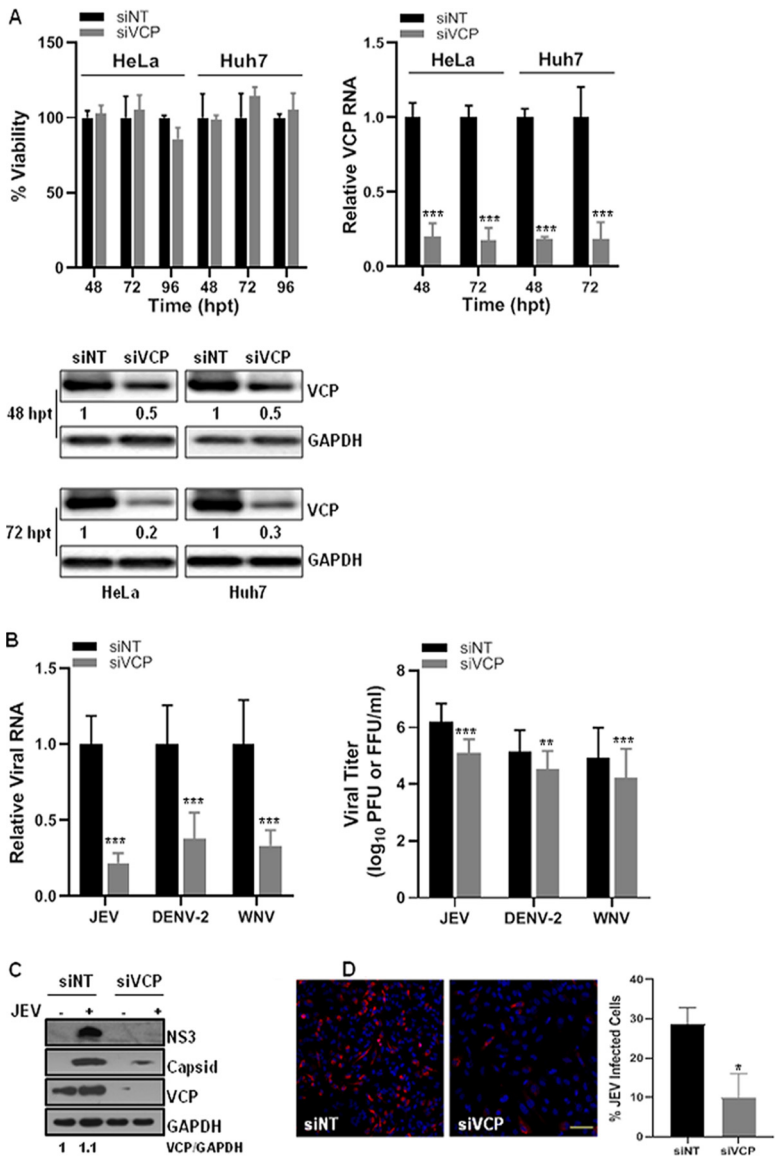 A
siNT
siVCP
HeLa
Huh7
% Viability
150
100
50
0
48
72
96
48
72
96
Time (hpt)
siNT
siVCP
HeLa
Huh7
Relative VCP RNA
1.5
1.0
0.5
0.0
***
***
***
***
48
72
48
72
Time (hpt)
siNT siVCP siNT siVCP
48 hpt
VCP
1 0.5 1 0.5
GAPDH
72 hpt
VCP
1 0.2 1 0.3
GAPDH
HeLa Huh7
B
siNT
siVCP
Relative Viral RNA
1.5
1.0
0.5
0.0
***
***
***
JEV DENV-2 WNV
siNT
siVCP
Viral Titer
(log10 PFU or FFU/ml)
8
6
4
2
0
***
**
***
JEV DENV-2 WNV
C
siNT siVCP
JEV - + - +
NS3
Capsid
VCP
GAPDH
1 1.1 VCP/GAPDH
D
siNT
siVCP
% JEV Infected Cells
40
30
20
10
0
*
siNT siVCP